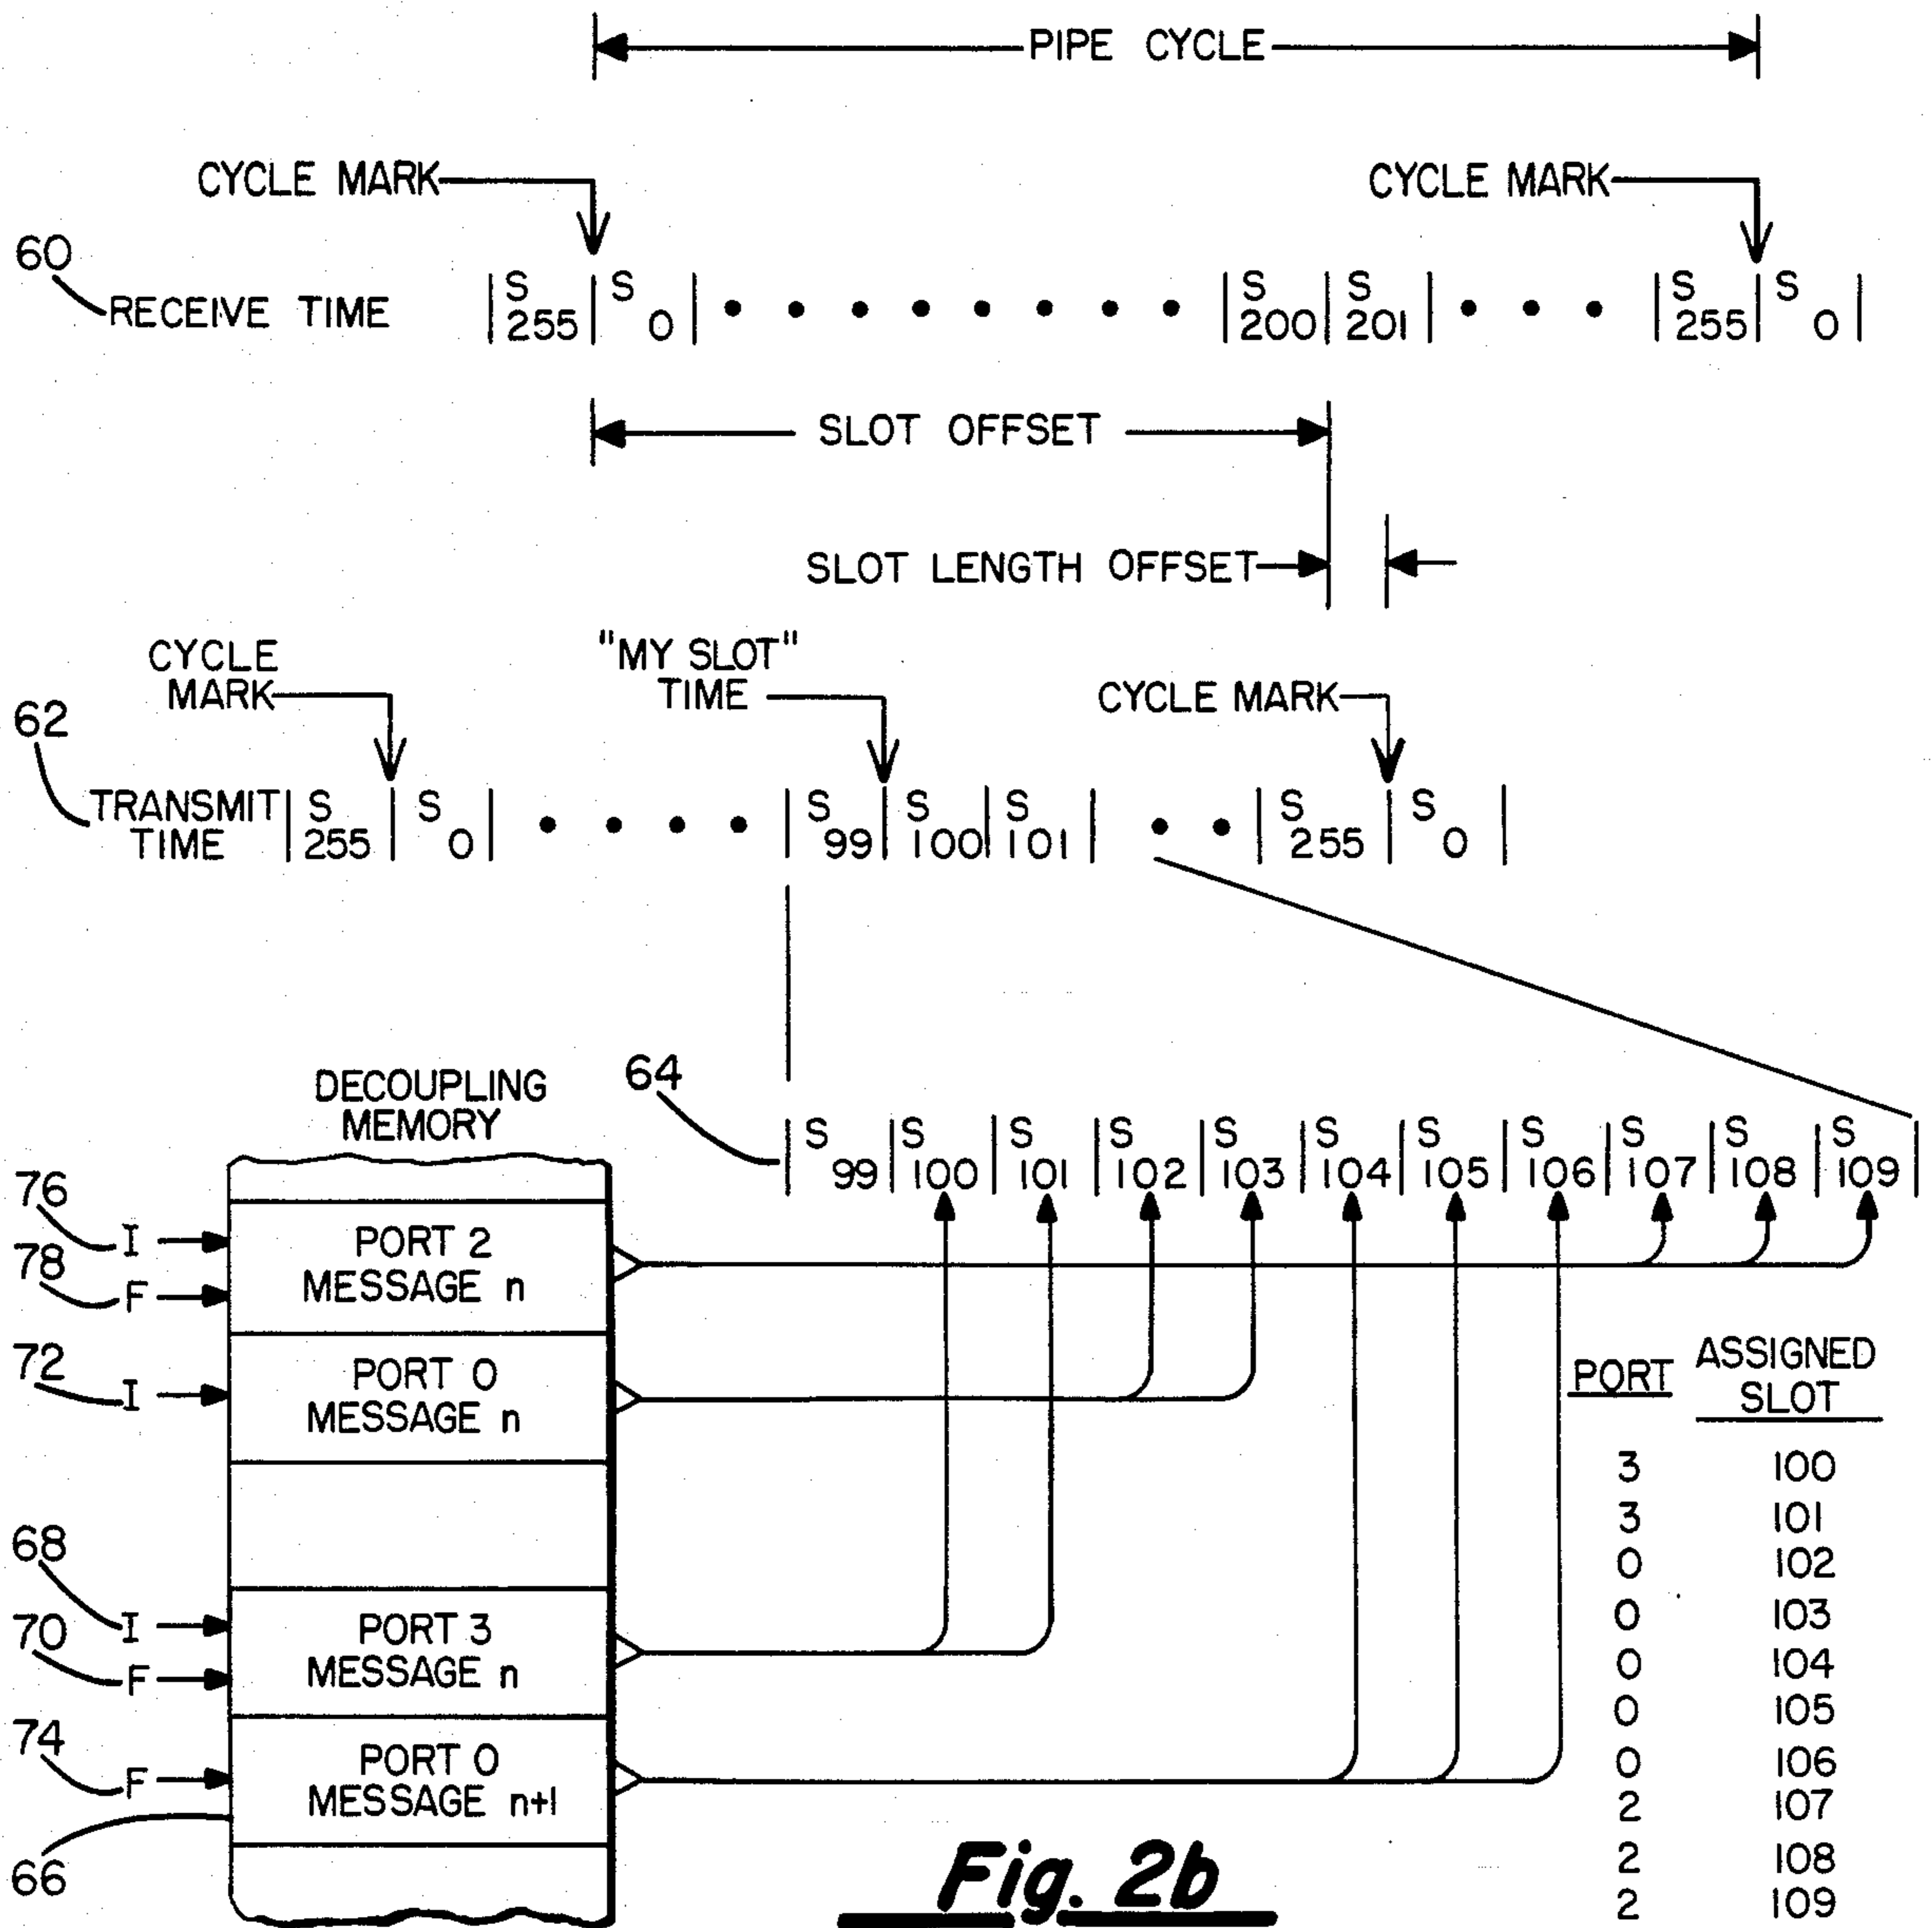 PIPE CYCLE
CYCLE MARK
CYCLE MARK
60
RECEIVE TIME
S 255 S 0 S 200 S 201 S 255 S 0
SLOT OFFSET
SLOT LENGTH OFFSET
CYCLE
MARK
"MY SLOT"
TIME
CYCLE MARK
62
TRANSMIT
TIME
S 255 S 0 S 99 S 100 S 101 S 255 S 0
DECOUPLING
MEMORY
64
S 99 S 100 S 101 S 102 S 103 S 104 S 105 S 106 S 107 S 108 S 109
76
I
78
F
PORT 2
MESSAGE n
72
I
PORT 0
MESSAGE n
68
I
70
F
PORT 3
MESSAGE n
74
F
PORT 0
MESSAGE n+1
66
PORT ASSIGNED
SLOT
3 100
3 101
0 102
0 103
0 104
0 105
0 106
2 107
2 108
2 109
Fig. 2b